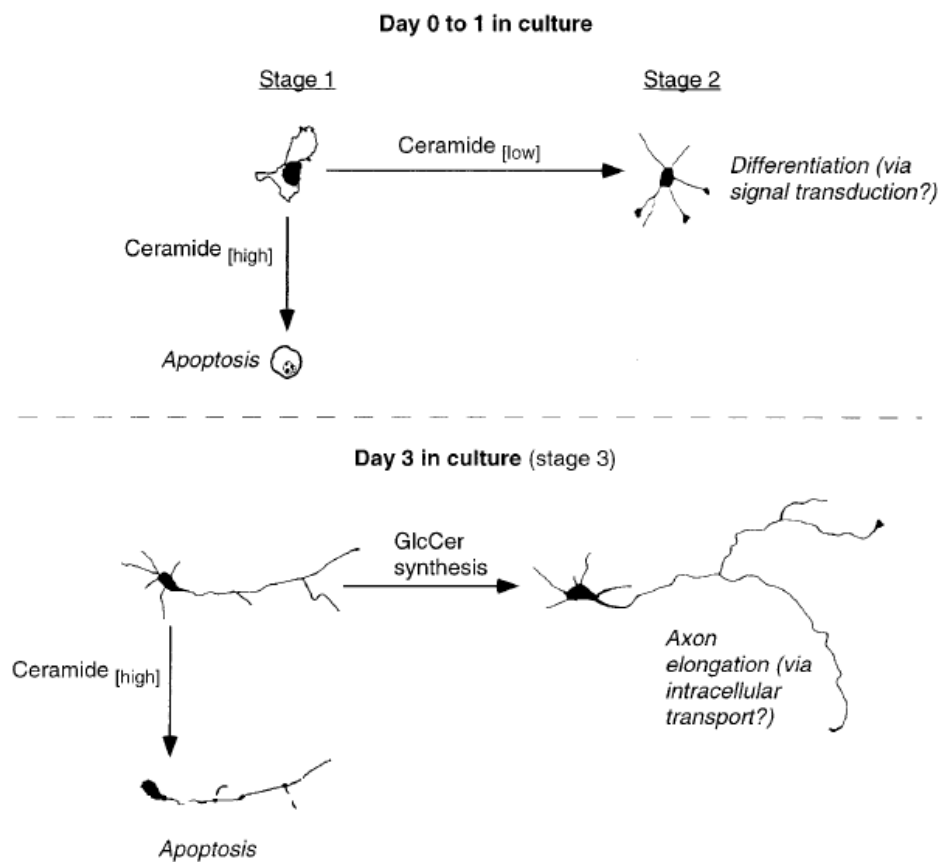 Day 0 to 1 in culture
Stage 1
Stage 2
Ceramide [low]
Differentiation (via
signal transduction?)
Ceramide [high]
Apoptosis
Day 3 in culture (stage 3)
GlcCer
synthesis
Ceramide [high]
Axon
elongation (via
intracellular
transport?)
Apoptosis